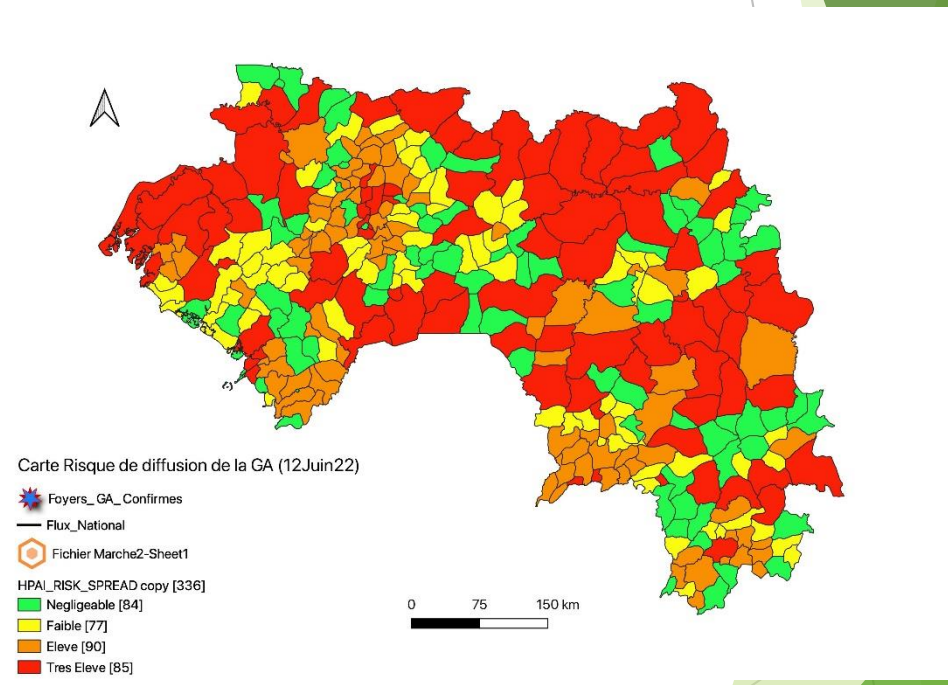 Carte Risque de diffusion de la GA (12Juin22)
Foyers_GA_Confirmes
Flux_National
Fichier Marche2-Sheet1
HPAI_RISK_SPREAD copy [336]
Negligeable [84]
Faible [77]
Eleve [90]
Tres Eleve [85]
0 75 150 km